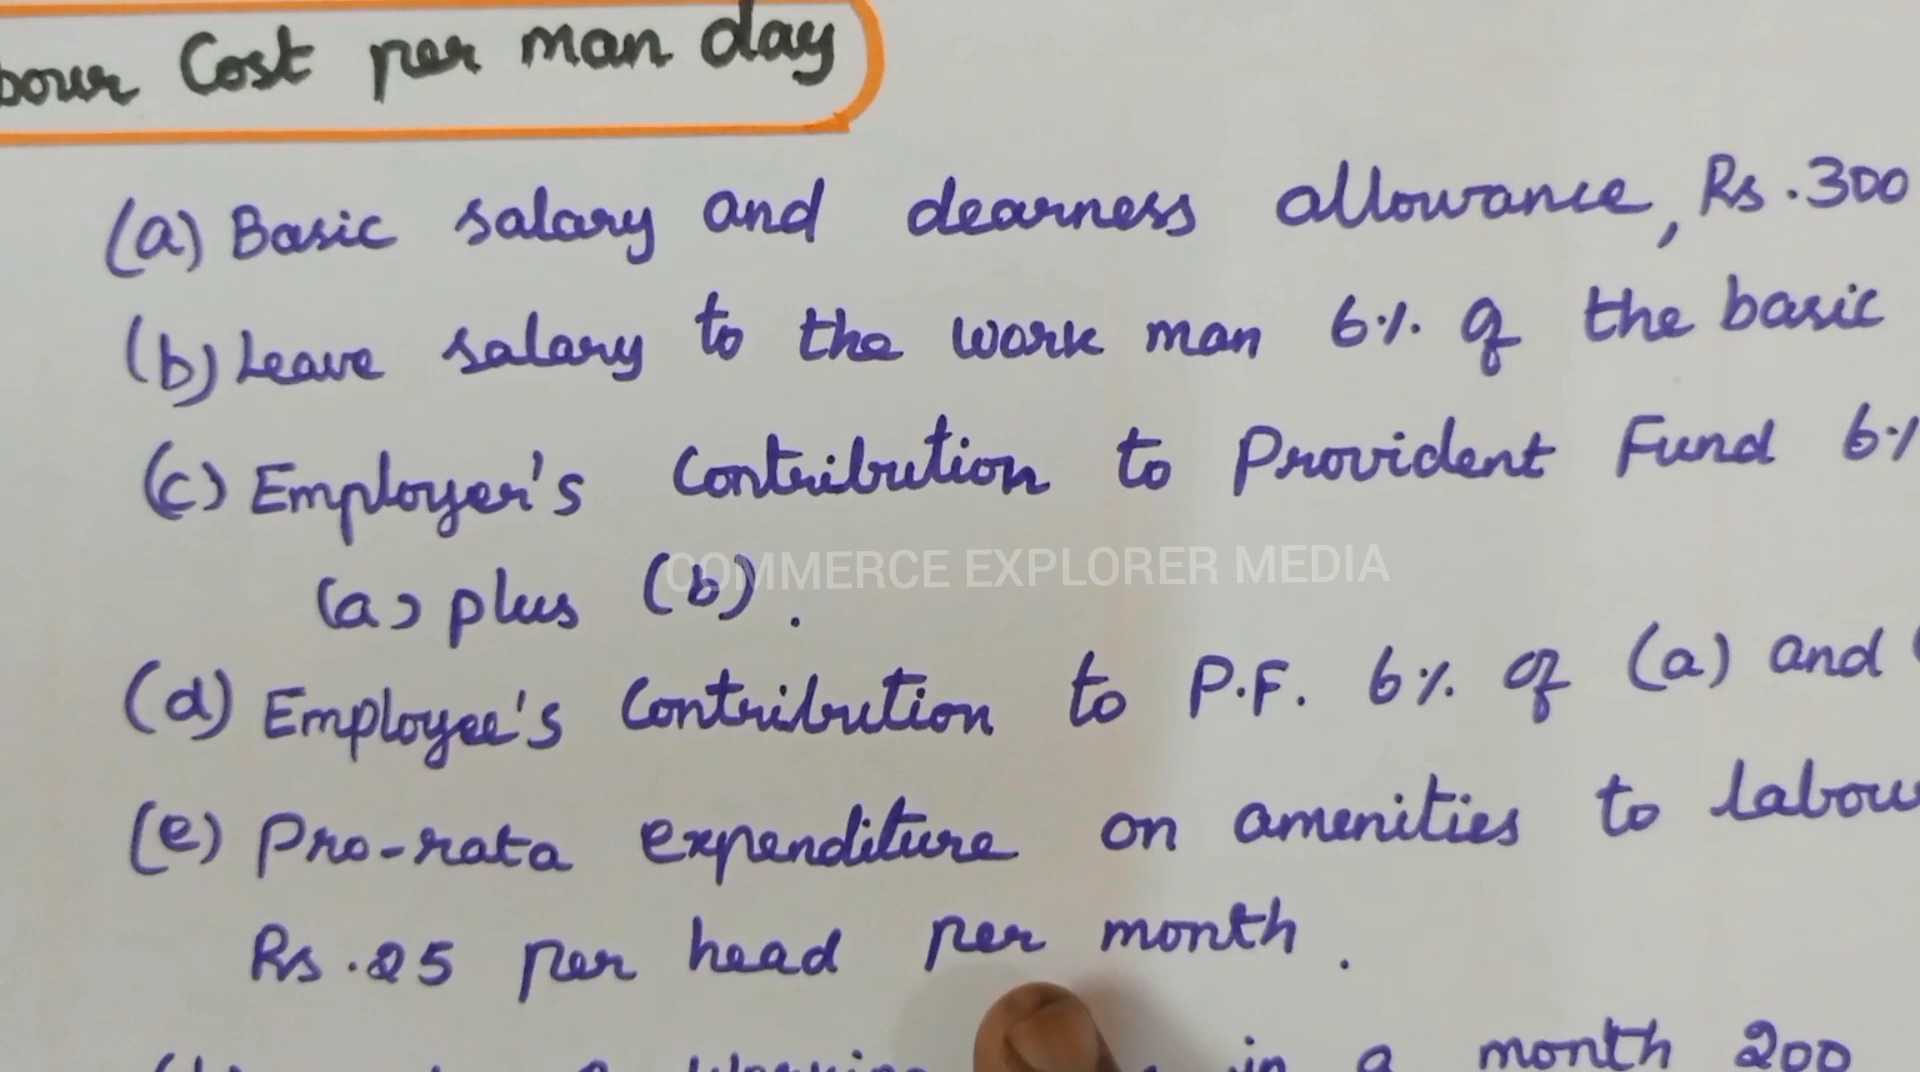 Cost per man day
(a) Basic salary and dearness allowance, Rs.300
(b) Leave salary to the work man 6% of the basic
(c) Employer's Contribution to Provident Fund 6%
(a) plus (b).
COMMERCE EXPLORER MEDIA
(d) Employee's Contribution to P.F. 6% of (a) and
(e) Pro-rata expenditure on amenities to labou
Rs.25 per head per month.
in a month 200